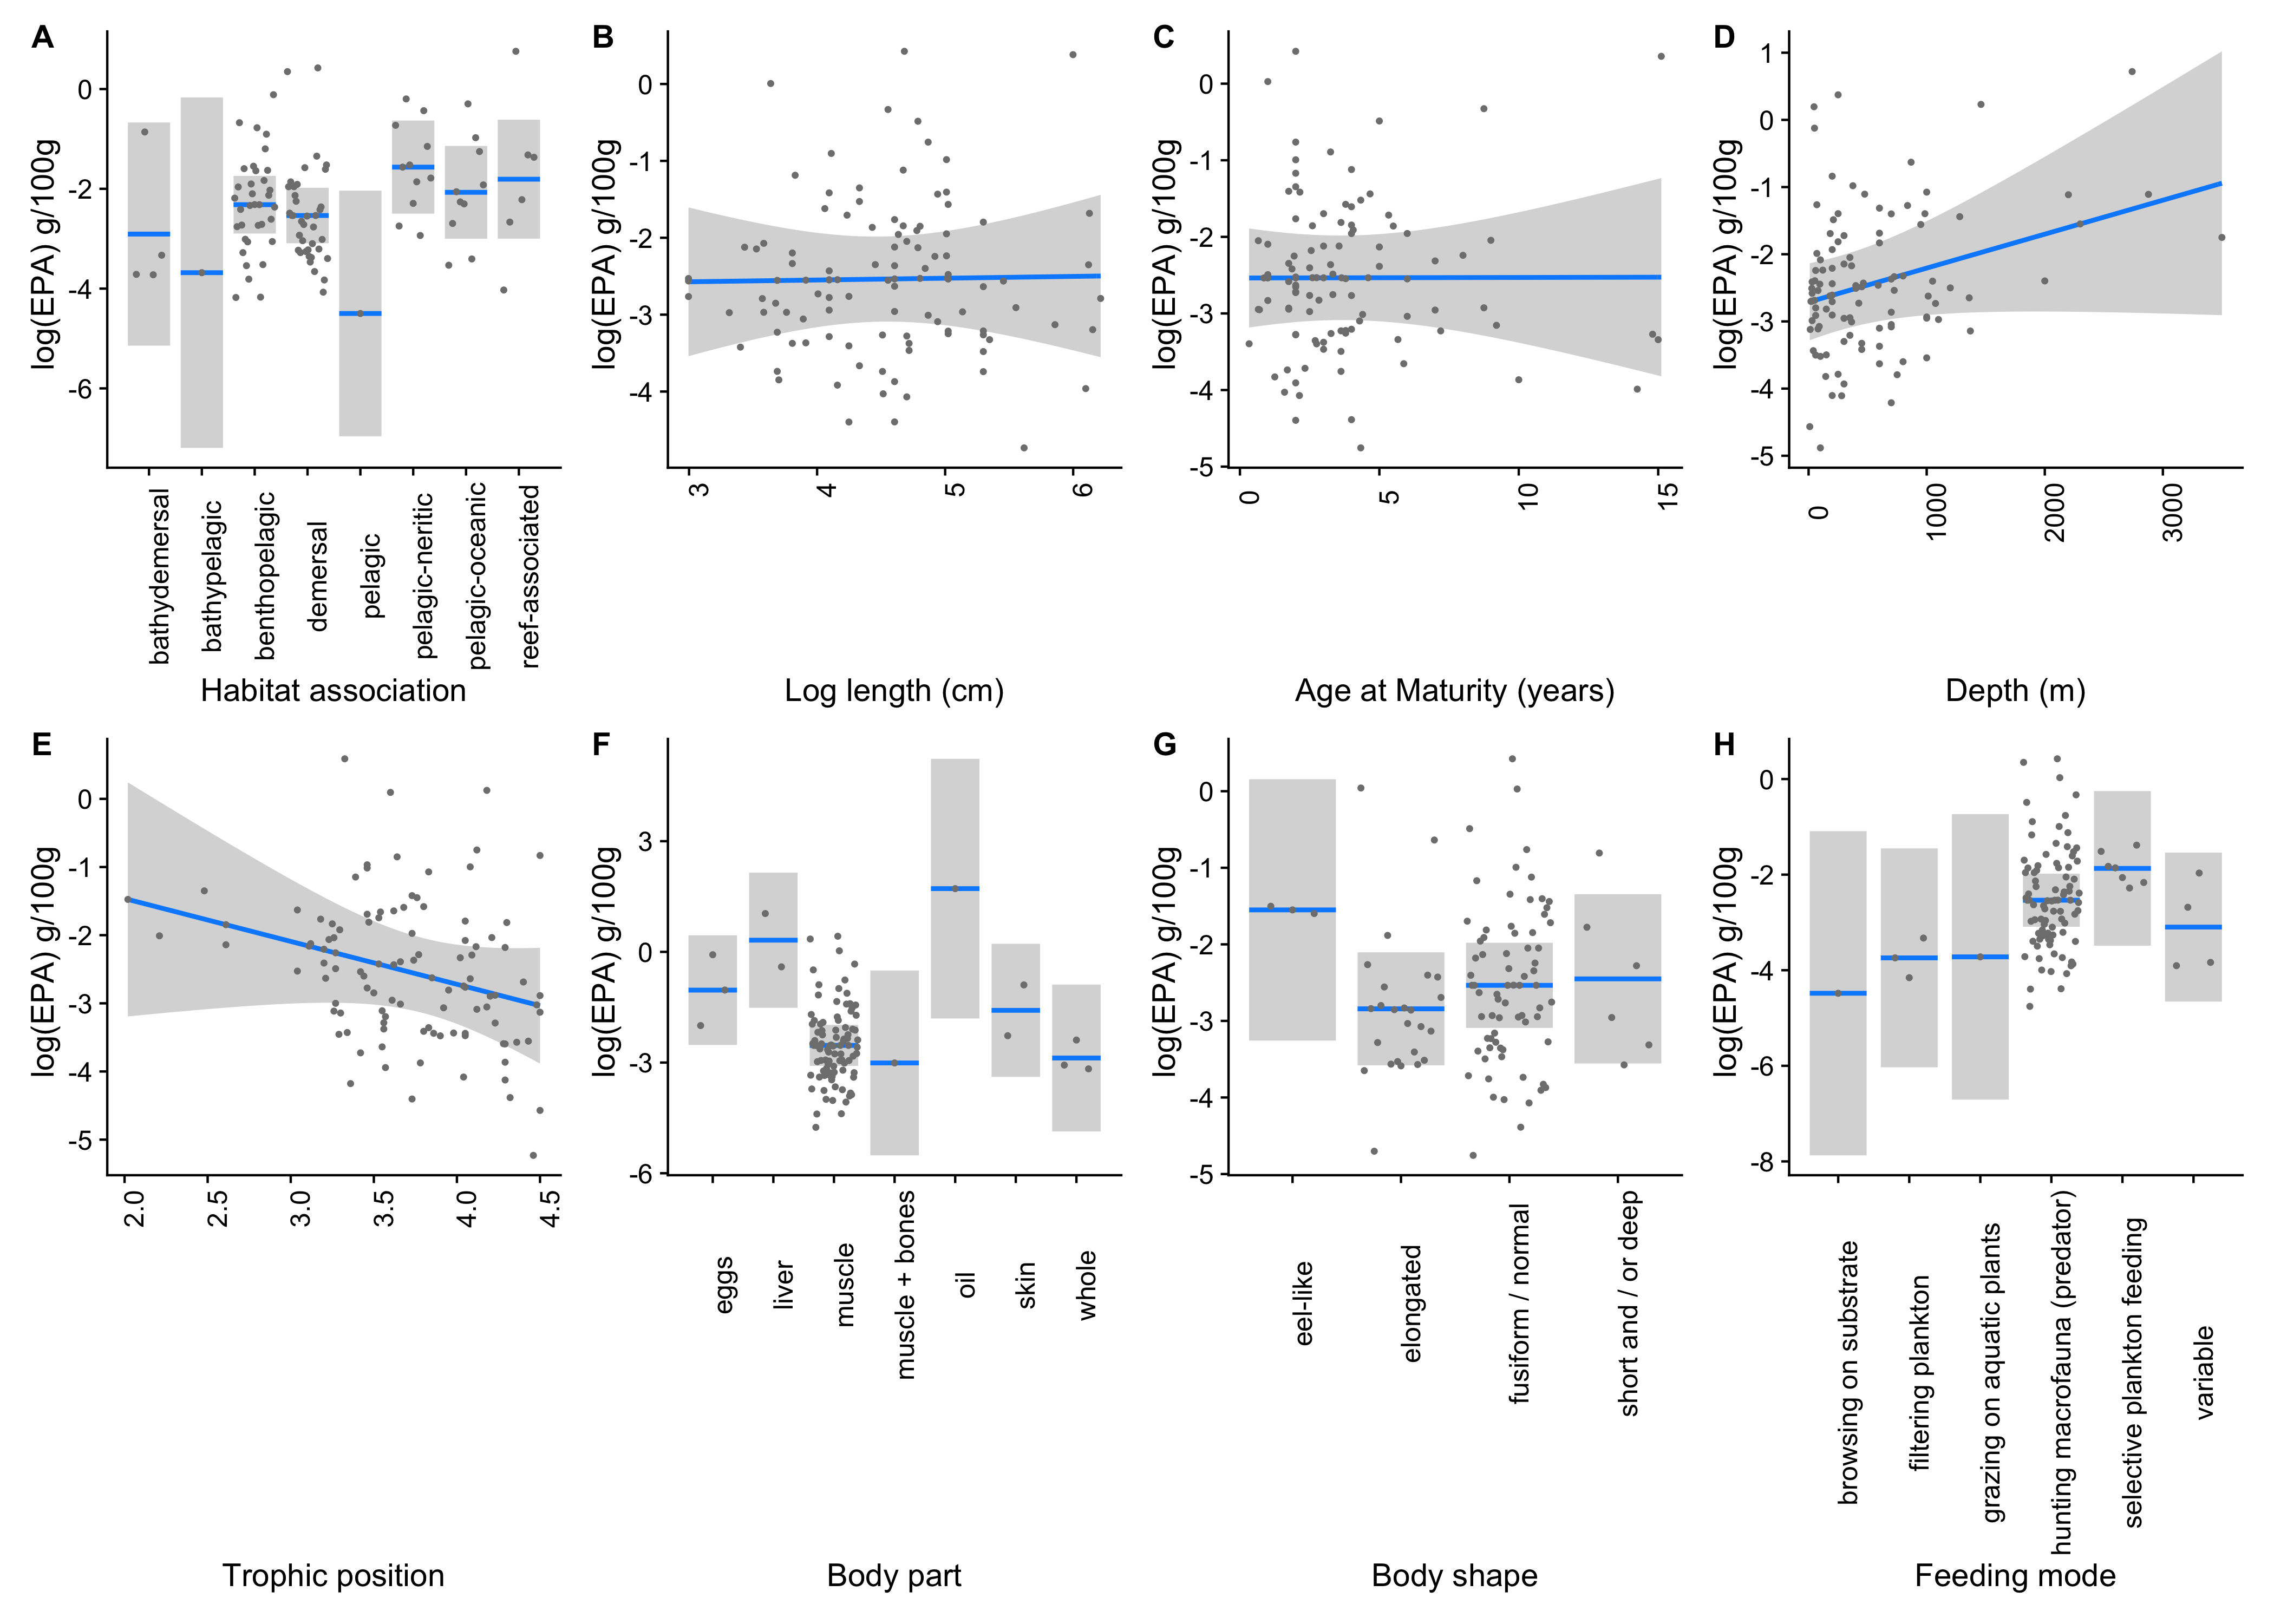 A
log(EPA) g/100g
0
-2
-4
-6
bathydemersal
bathypelagic
benthopelagic
demersal
pelagic
pelagic-neritic
pelagic-oceanic
reef-associated
Habitat association
B
log(EPA) g/100g
0
-1
-2
-3
-4
3
4
5
6
Log length (cm)
C
log(EPA) g/100g
0
-1
-2
-3
-4
-5
0
5
10
15
Age at Maturity (years)
D
log(EPA) g/100g
1
0
-1
-2
-3
-4
-5
0
1000
2000
3000
Depth (m)
E
log(EPA) g/100g
0
-1
-2
-3
-4
-5
2.0
2.5
3.0
3.5
4.0
4.5
Trophic position
F
log(EPA) g/100g
3
0
-3
-6
eggs
liver
muscle
muscle + bones
oil
skin
whole
Body part
G
log(EPA) g/100g
0
-1
-2
-3
-4
-5
eel-like
elongated
fusiform / normal
short and / or deep
Body shape
H
log(EPA) g/100g
0
-2
-4
-6
-8
browsing on substrate
filtering plankton
grazing on aquatic plants
hunting macrofauna (predator)
selective plankton feeding
variable
Feeding mode